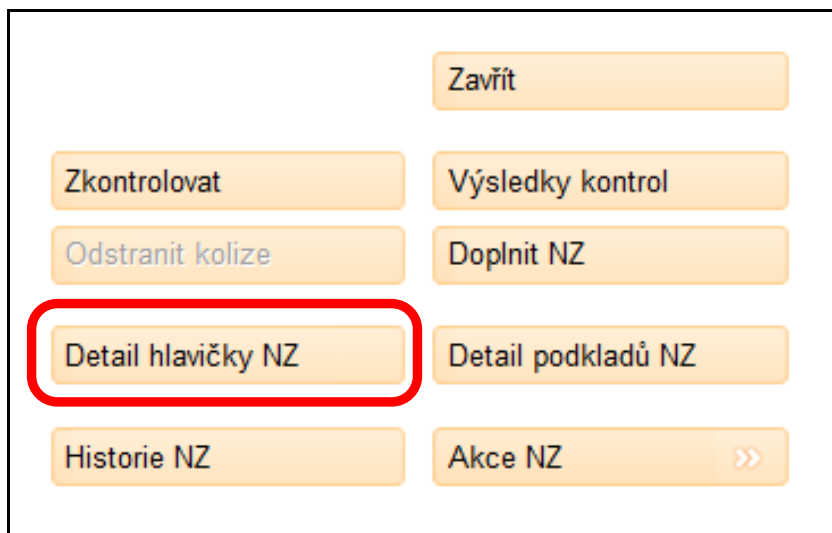 Zavřít
Zkontrolovat
Výsledky kontrol
Odstranit kolize
Doplnit NZ
Detail hlavičky NZ
Detail podkladů NZ
Historie NZ
Akce NZ